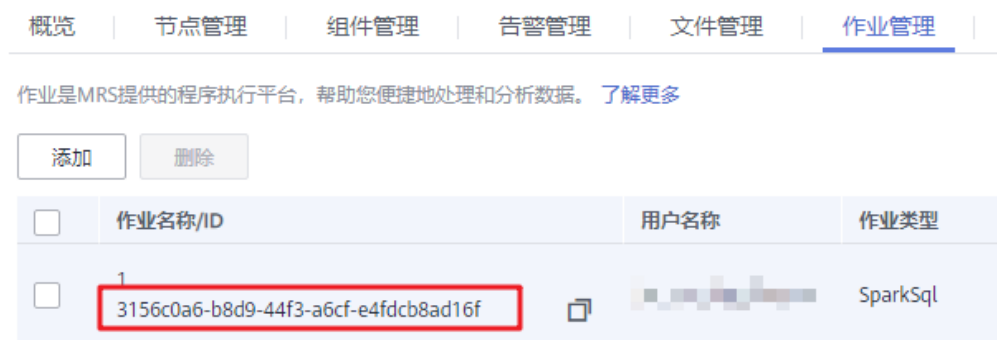 概览 节点管理 组件管理 告警管理 文件管理 作业管理
作业是MRS提供的程序执行平台，帮助您便捷地处理和分析数据。 了解更多
添加 删除
作业名称/ID 用户名称 作业类型
1
3156c0a6-b8d9-44f3-a6cf-e4fdcb8ad16f SparkSql